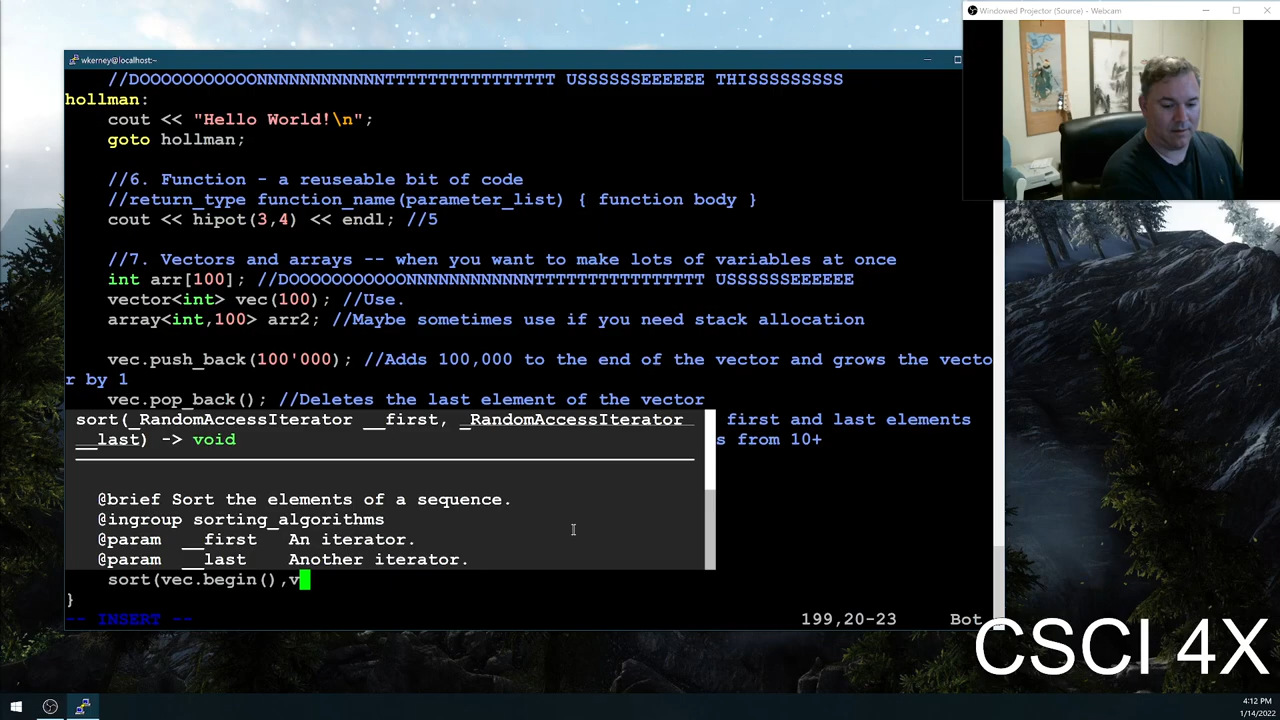 Windowed Projector (Source) - Webcam
wkerney@localhost:~
//DOOOOOOOOOOONNNNNNNNNNNNTTTTTTTTTTTTTTTT USSSSSSEEEEEE THISSSSSSSSS
hollman:
cout << "Hello World!\n";
goto hollman;
//6. Function - a reuseable bit of code
//return_type function_name(parameter_list) { function body }
cout << hipot(3,4) << endl; //5
//7. Vectors and arrays -- when you want to make lots of variables at once
int arr[100]; //DOOOOOOOOOOONNNNNNNNNNNNTTTTTTTTTTTTTTTT USSSSSSEEEEEE
vector<int> vec(100); //Use.
array<int,100> arr2; //Maybe sometimes use if you need stack allocation
vec.push_back(100'000); //Adds 100,000 to the end of the vector and grows the vecto
r by 1
vec.pop_back(); //Deletes the last element of the vector
sort(_RandomAccessIterator __first, _RandomAccessIterator first and last elements
__last) -> void s from 10+
@brief Sort the elements of a sequence.
@ingroup sorting_algorithms
@param __first An iterator.
@param __last Another iterator.
sort(vec.begin(),v
}
-- INSERT -- 199,20-23 Bot
CSCI 4X
4:12 PM
1/14/2022